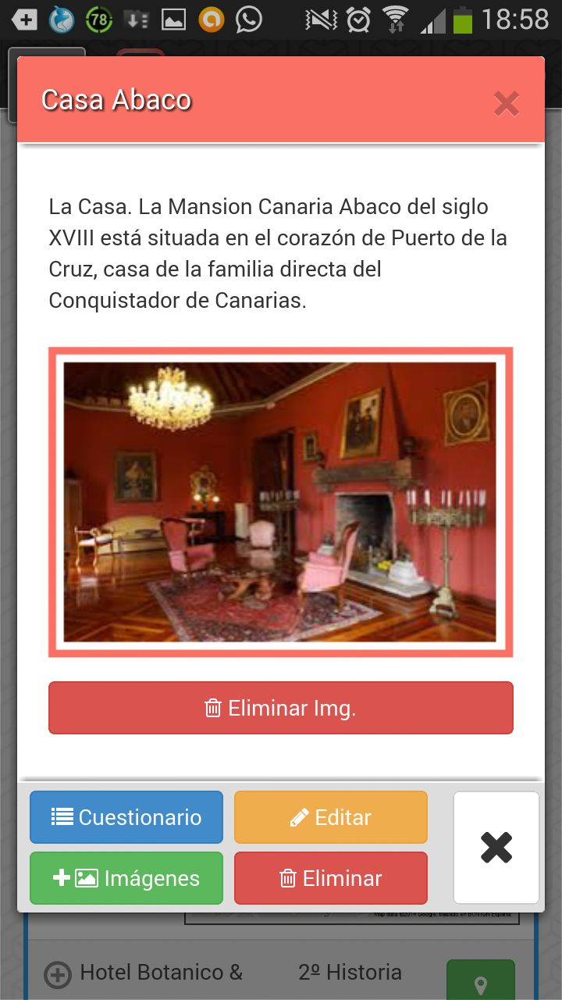 78
18:58
Casa Abaco
La Casa. La Mansion Canaria Abaco del siglo
XVIII está situada en el corazón de Puerto de la
Cruz, casa de la familia directa del
Conquistador de Canarias.
Eliminar Img.
Cuestionario
Editar
Imágenes
Eliminar
Map data ©2014 Google, basado en BCN IGN España
Hotel Botanico & 2º Historia